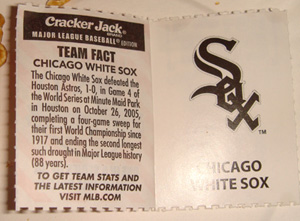 Cracker Jack
BRAND
MAJOR LEAGUE BASEBALL® EDITION
TEAM FACT
CHICAGO WHITE SOX
The Chicago White Sox defeated the
Houston Astros, 1-0, in Game 4 of
the World Series at Minute Maid Park
in Houston on October 26, 2005,
completing a four-game sweep for
their first World Championship since
1917 and ending the second longest
such drought in Major League history
(88 years).
TO GET TEAM STATS AND
THE LATEST INFORMATION
VISIT MLB.COM
Sox
TM
CHICAGO
WHITE SOX